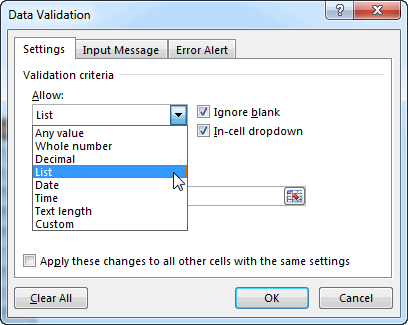 Data Validation
Settings
Input Message
Error Alert
Validation criteria
Allow:
List
Ignore blank
Any value
In-cell dropdown
Whole number
Decimal
List
Date
Time
Text length
Custom
Apply these changes to all other cells with the same settings
Clear All
OK
Cancel